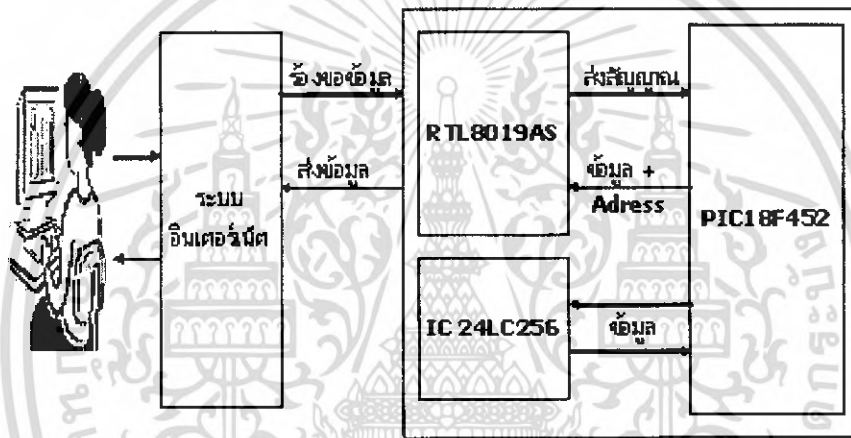 ร้องขอข้อมูล
ส่งข้อมูล
ระบบ
อินเตอร์เน็ต
RTL8019AS
ส่งสัญญาณ
ข้อมูล +
Adress
PIC18F452
IC 24LC256
ข้อมูล